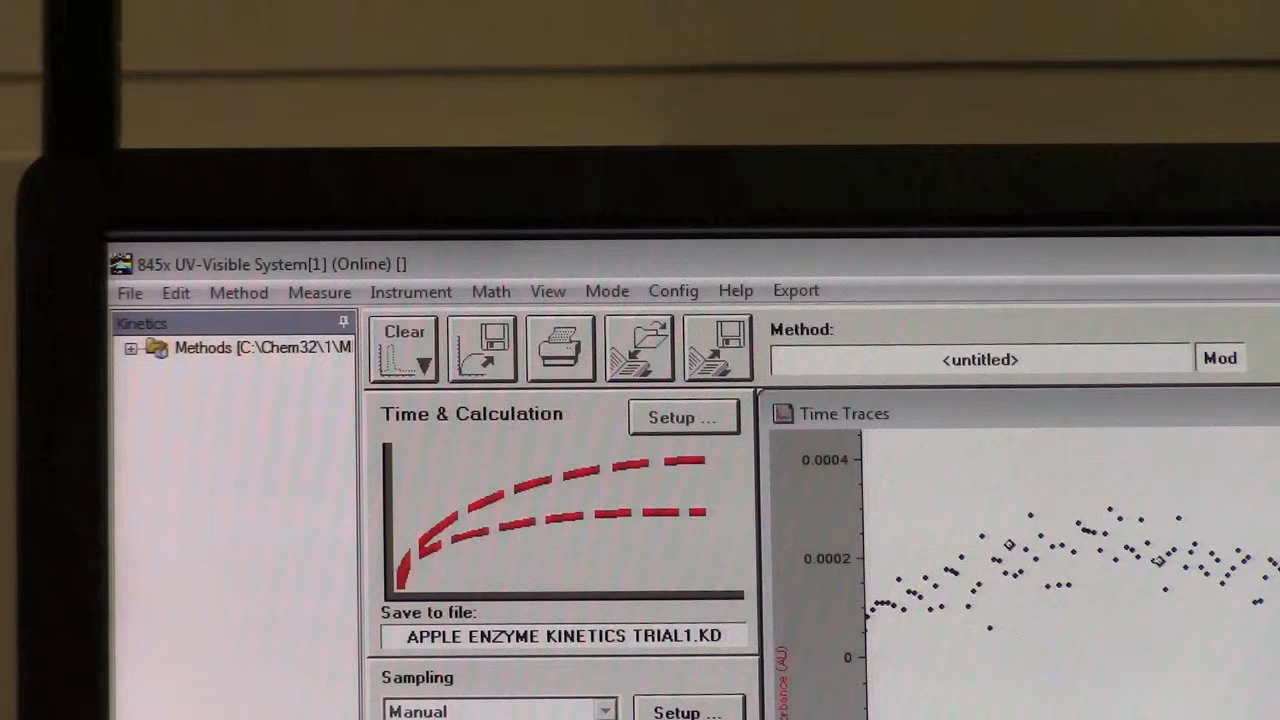 845x UV-Visible System[1] (Online) []
File Edit Method Measure Instrument Math View Mode Config Help Export
Kinetics
Methods [C:\Chem32\1\M
Clear
Method:
<untitled>
Mod
Time & Calculation
Setup ...
Save to file:
APPLE ENZYME KINETICS TRIAL1.KD
Sampling
Manual
Setup ...
Time Traces
0.0004
0.0002
0
rbance (AU)